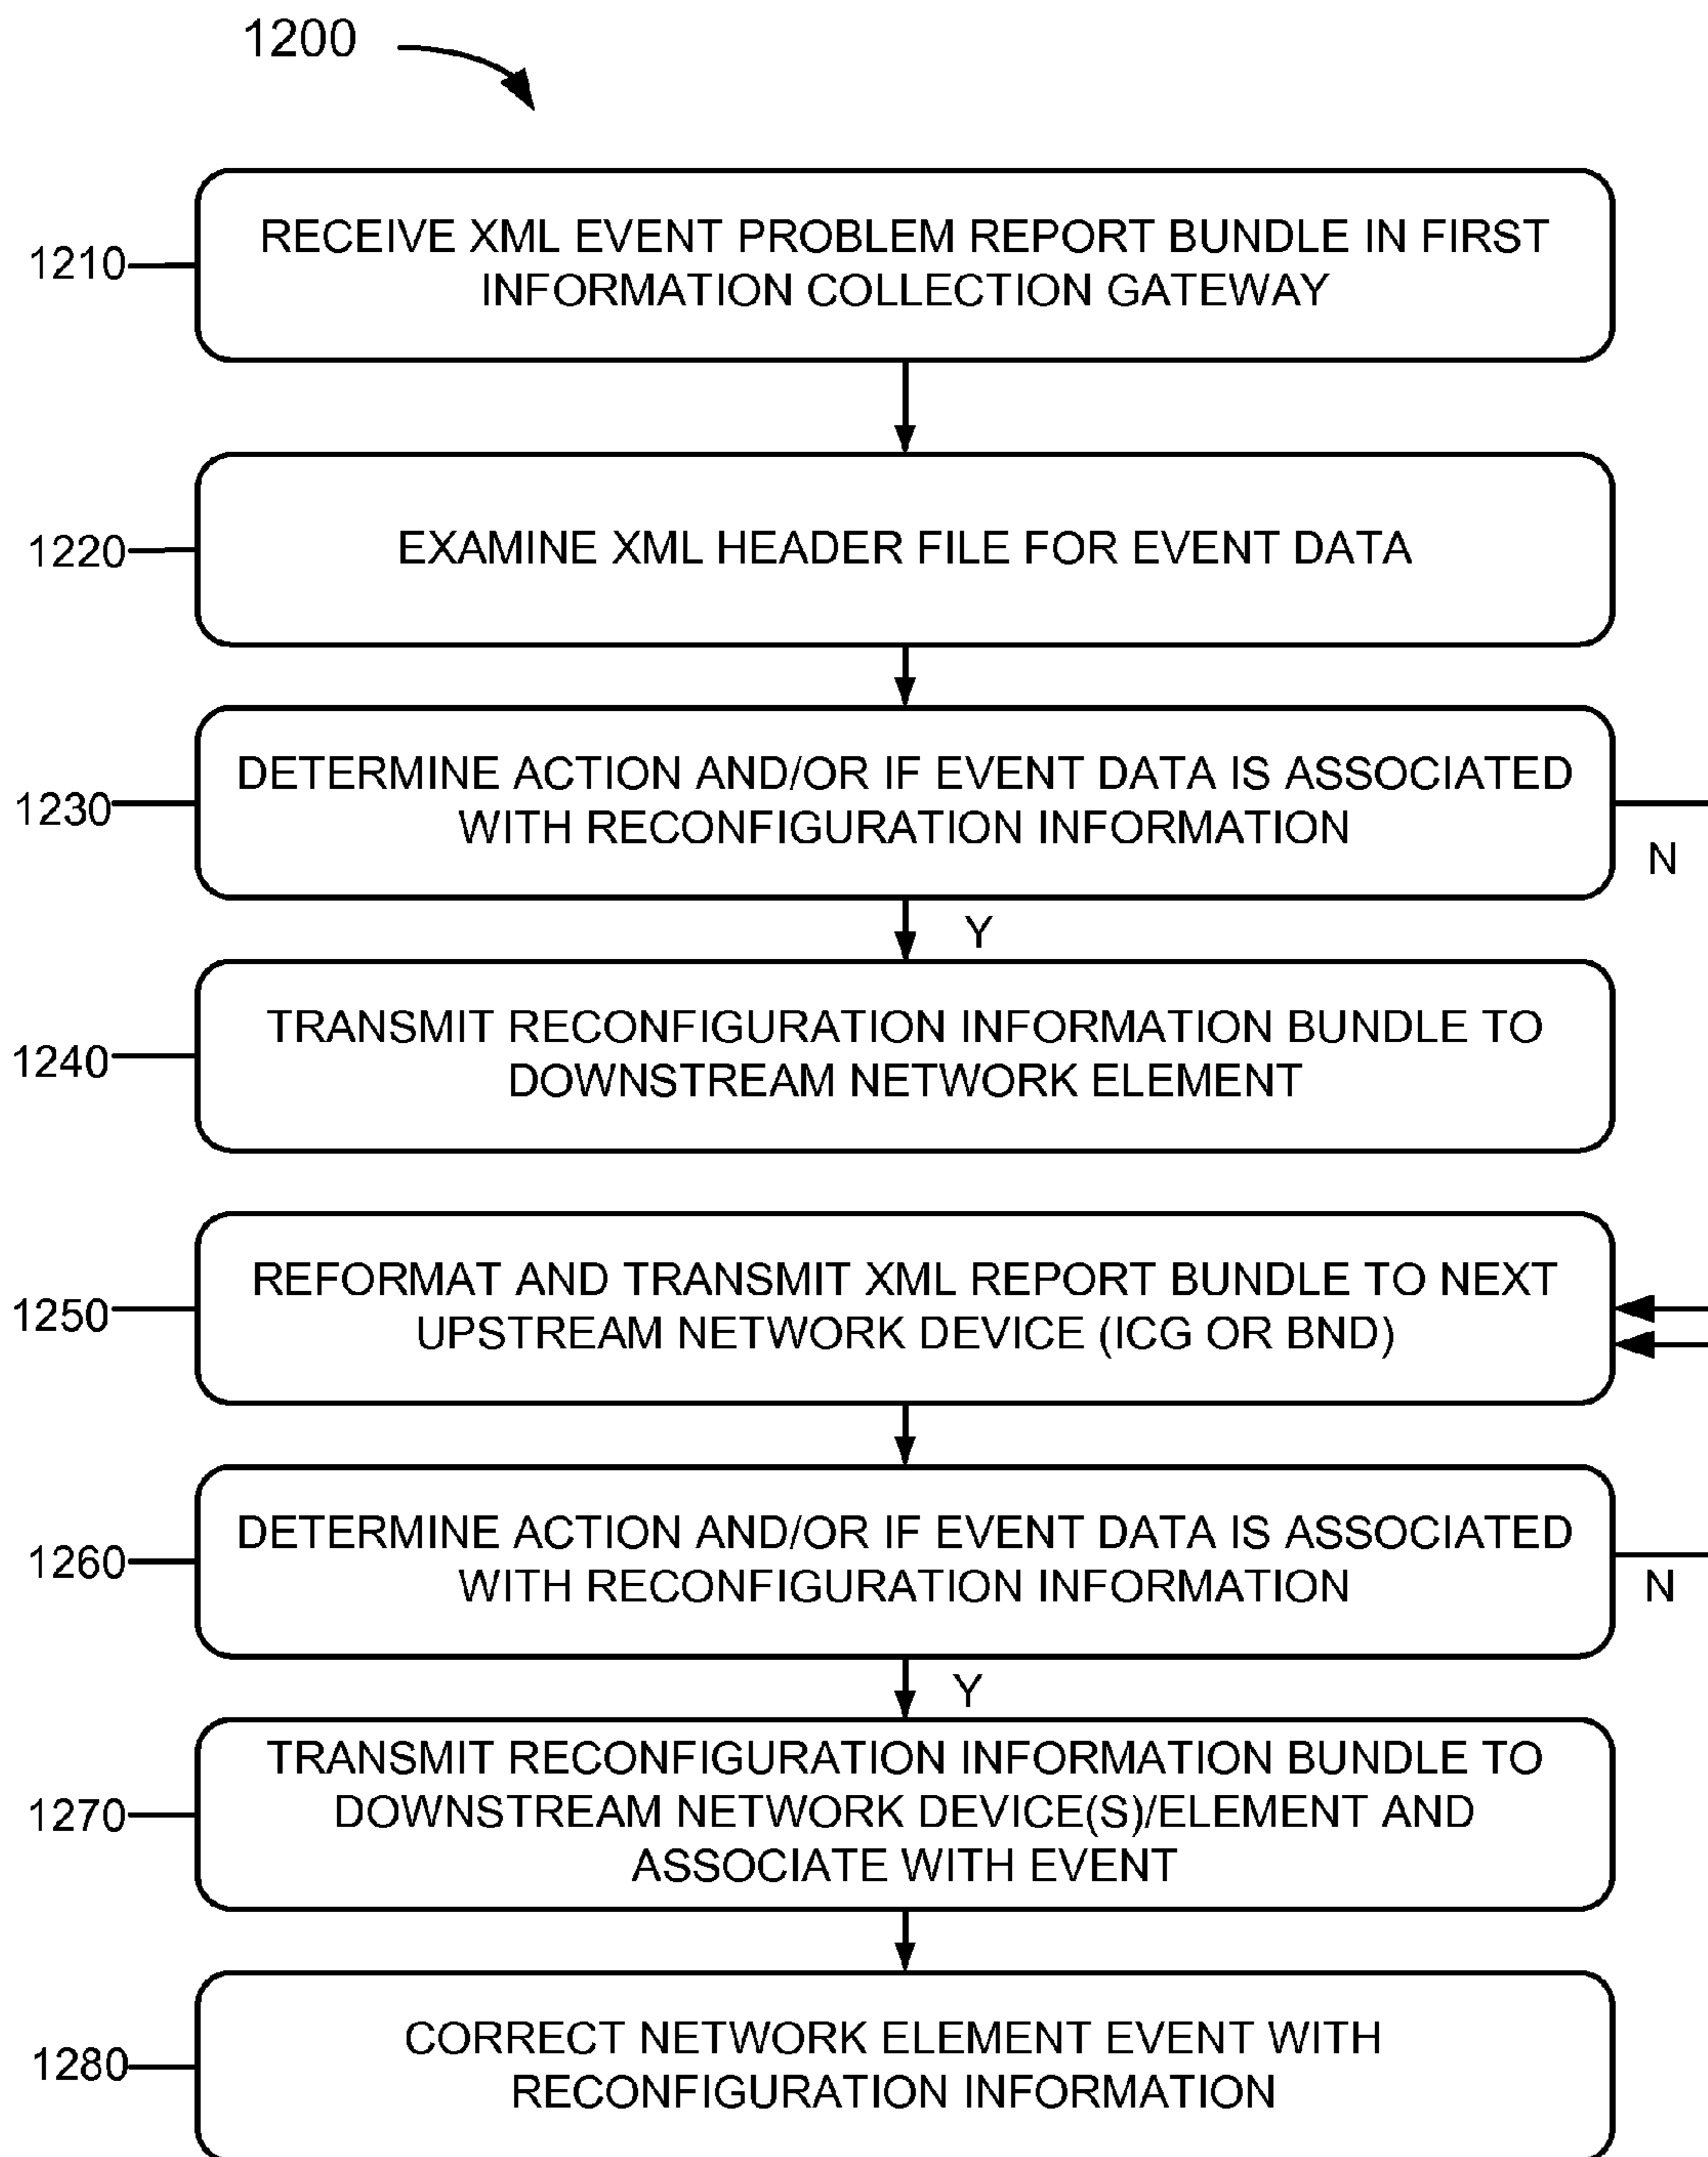 1200
1210
RECEIVE XML EVENT PROBLEM REPORT BUNDLE IN FIRST
INFORMATION COLLECTION GATEWAY
1220
EXAMINE XML HEADER FILE FOR EVENT DATA
1230
DETERMINE ACTION AND/OR IF EVENT DATA IS ASSOCIATED
WITH RECONFIGURATION INFORMATION
N
Y
1240
TRANSMIT RECONFIGURATION INFORMATION BUNDLE TO
DOWNSTREAM NETWORK ELEMENT
1250
REFORMAT AND TRANSMIT XML REPORT BUNDLE TO NEXT
UPSTREAM NETWORK DEVICE (ICG OR BND)
1260
DETERMINE ACTION AND/OR IF EVENT DATA IS ASSOCIATED
WITH RECONFIGURATION INFORMATION
N
Y
1270
TRANSMIT RECONFIGURATION INFORMATION BUNDLE TO
DOWNSTREAM NETWORK DEVICE(S)/ELEMENT AND
ASSOCIATE WITH EVENT
1280
CORRECT NETWORK ELEMENT EVENT WITH
RECONFIGURATION INFORMATION